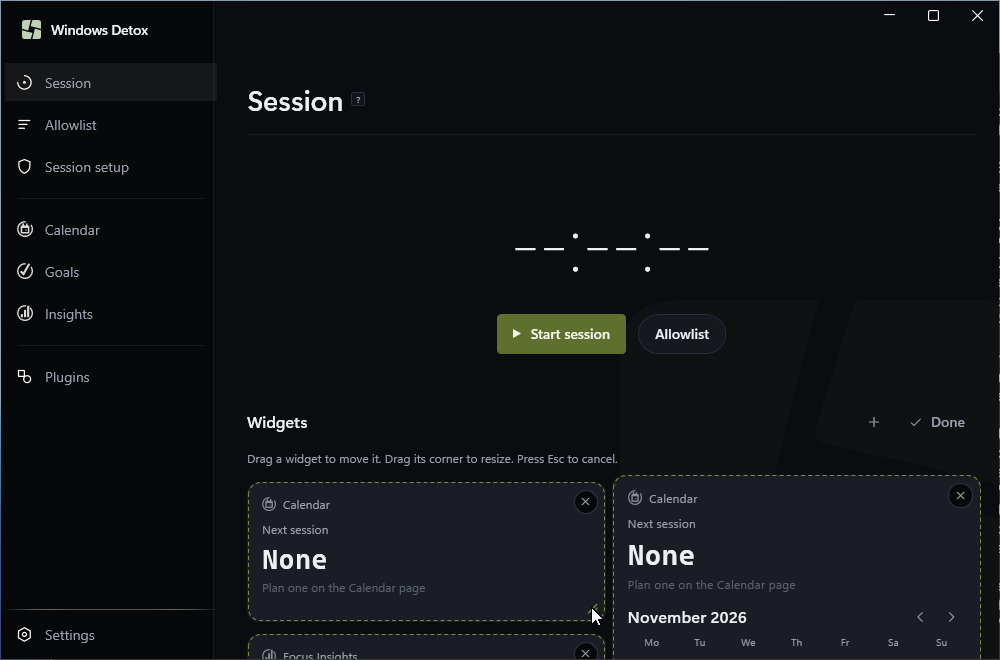 Windows Detox
Session
Allowlist
Session setup
Calendar
Goals
Insights
Plugins
Settings
Session ?
Start session
Allowlist
Widgets
Done
Drag a widget to move it. Drag its corner to resize. Press Esc to cancel.
Calendar
Next session
None
Plan one on the Calendar page
Focus Insights
Calendar
Next session
None
Plan one on the Calendar page
November 2026
Mo Tu We Th Fr Sa Su